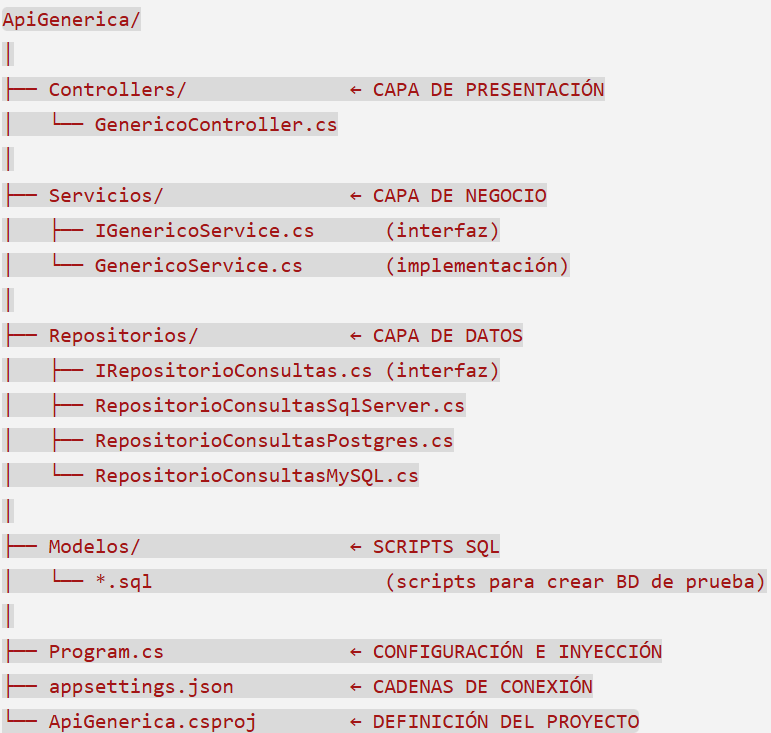 ApiGenerica/
│
├── Controllers/              ← CAPA DE PRESENTACIÓN
│   └── GenericoController.cs
│
├── Servicios/                ← CAPA DE NEGOCIO
│   ├── IGenericoService.cs      (interfaz)
│   └── GenericoService.cs       (implementación)
│
├── Repositorios/             ← CAPA DE DATOS
│   ├── IRepositorioConsultas.cs (interfaz)
│   ├── RepositorioConsultasSqlServer.cs
│   ├── RepositorioConsultasPostgres.cs
│   └── RepositorioConsultasMySQL.cs
│
├── Modelos/                  ← SCRIPTS SQL
│   └── *.sql                    (scripts para crear BD de prueba)
│
├── Program.cs                ← CONFIGURACIÓN E INYECCIÓN
├── appsettings.json          ← CADENAS DE CONEXIÓN
└── ApiGenerica.csproj        ← DEFINICIÓN DEL PROYECTO